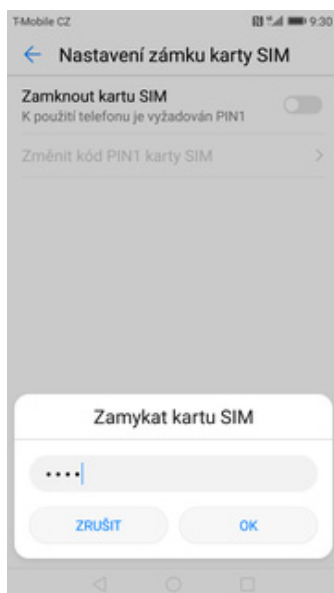 T-Mobile CZ 9:30
Nastavení zámku karty SIM
Zamknout kartu SIM
K použití telefonu je vyžadován PIN1
Změnit kód PIN1 karty SIM
Zamykat kartu SIM
••••
ZRUŠIT OK